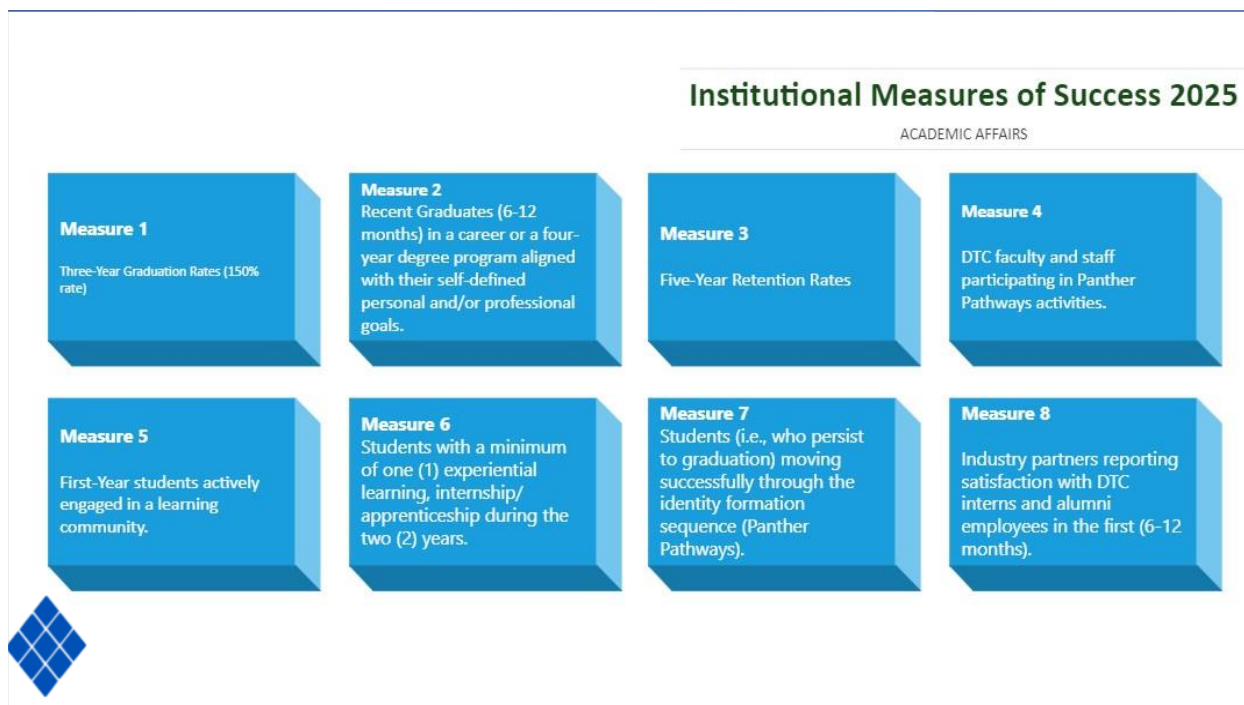 Institutional Measures of Success 2025
ACADEMIC AFFAIRS
Measure 1
Three-Year Graduation Rates (150%
rate)
Measure 2
Recent Graduates (6-12
months) in a career or a four-
year degree program aligned
with their self-defined
personal and/or professional
goals.
Measure 3
Five-Year Retention Rates
Measure 4
DTC faculty and staff
participating in Panther
Pathways activities.
Measure 5
First-Year students actively
engaged in a learning
community.
Measure 6
Students with a minimum
of one (1) experiential
learning, internship/
apprenticeship during the
two (2) years.
Measure 7
Students (i.e., who persist
to graduation) moving
successfully through the
identity formation
sequence (Panther
Pathways).
Measure 8
Industry partners reporting
satisfaction with DTC
interns and alumni
employees in the first (6-12
months).